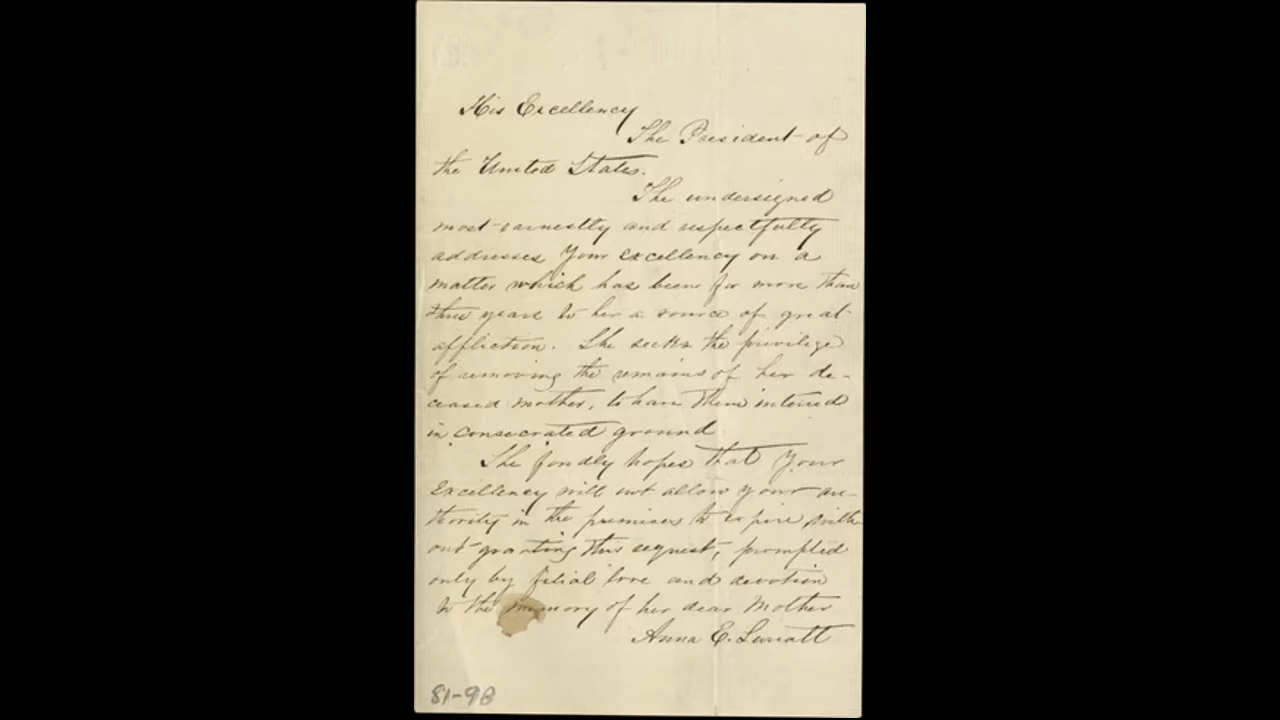 His Excellency
The President of
the United States.
The undersigned
most earnestly and respectfully
addresses Your excellency on a
matter which has been for more than
three years to her a source of great
affliction. She seeks the privilege
of removing the remains of her de-
ceased mother, to have them interred
in consecrated ground
She fondly hopes that Your
Excellency will not allow your au-
thority in the premises to expire with
out granting this request, prompted
only by filial love and devotion
to the memory of her dear Mother
Anna E. Surratt
81-98